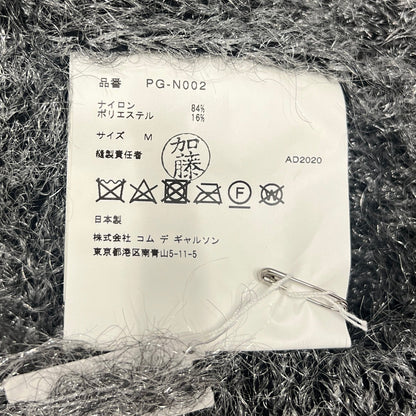 品番 PG-N002
ナイロン 84%
ポリエステル 16%
サイズ M
縫製責任者 加藤 AD2020
F W
日本製
株式会社 コム デ ギャルソン
東京都港区南青山5-11-5